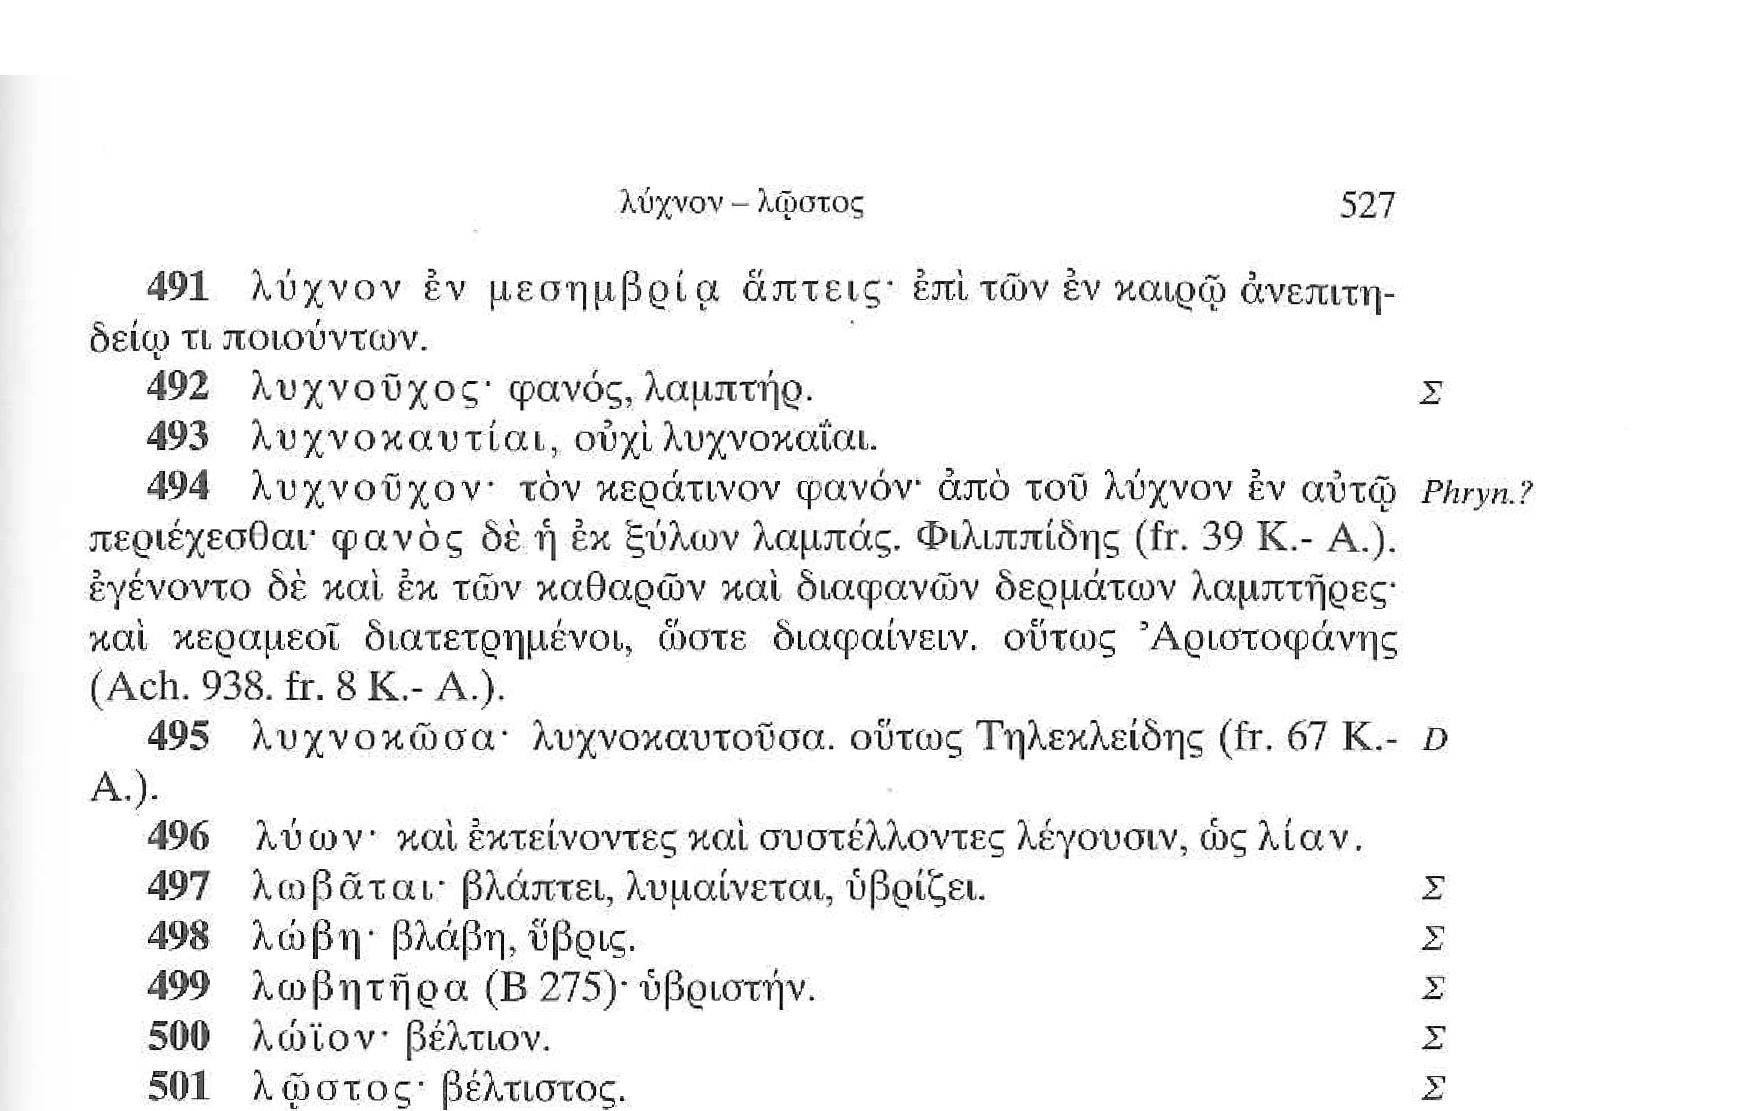 λύχνον – λῷστος 527
491 λύχνον ἐν μεσημβρίᾳ ἅπτεις· ἐπὶ τῶν ἐν καιρῷ ἀνεπιτη-
δείῳ τι ποιούντων.
492 λυχνοῦχος· φανός, λαμπτήρ. Σ
493 λυχνοκαυτίαι, οὐχὶ λυχνοκαΐαι.
494 λυχνοῦχον· τὸν κεράτινον φανόν· ἀπὸ τοῦ λύχνον ἐν αὐτῷ Phryn.?
περιέχεσθαι· φανὸς δὲ ἡ ἐκ ξύλων λαμπάς. Φιλιππίδης (fr. 39 K.- A.).
ἐγένοντο δὲ καὶ ἐκ τῶν καθαρῶν καὶ διαφανῶν δερμάτων λαμπτῆρες·
καὶ κεραμεοῖ διατετρημένοι, ὥστε διαφαίνειν. οὕτως Ἀριστοφάνης
(Ach. 938. fr. 8 K.- A.).
495 λυχνοκῶσα· λυχνοκαυτοῦσα. οὕτως Τηλεκλείδης (fr. 67 K.- D
A.).
496 λύων· καὶ ἐκτείνοντες καὶ συστέλλοντες λέγουσιν, ὡς λίαν.
497 λωβᾶται· βλάπτει, λυμαίνεται, ὑβρίζει. Σ
498 λώβη· βλάβη, ὕβρις. Σ
499 λωβητῆρα (Β 275)· ὑβριστήν. Σ
500 λώϊον· βέλτιον. Σ
501 λῷστος· βέλτιστος. Σ